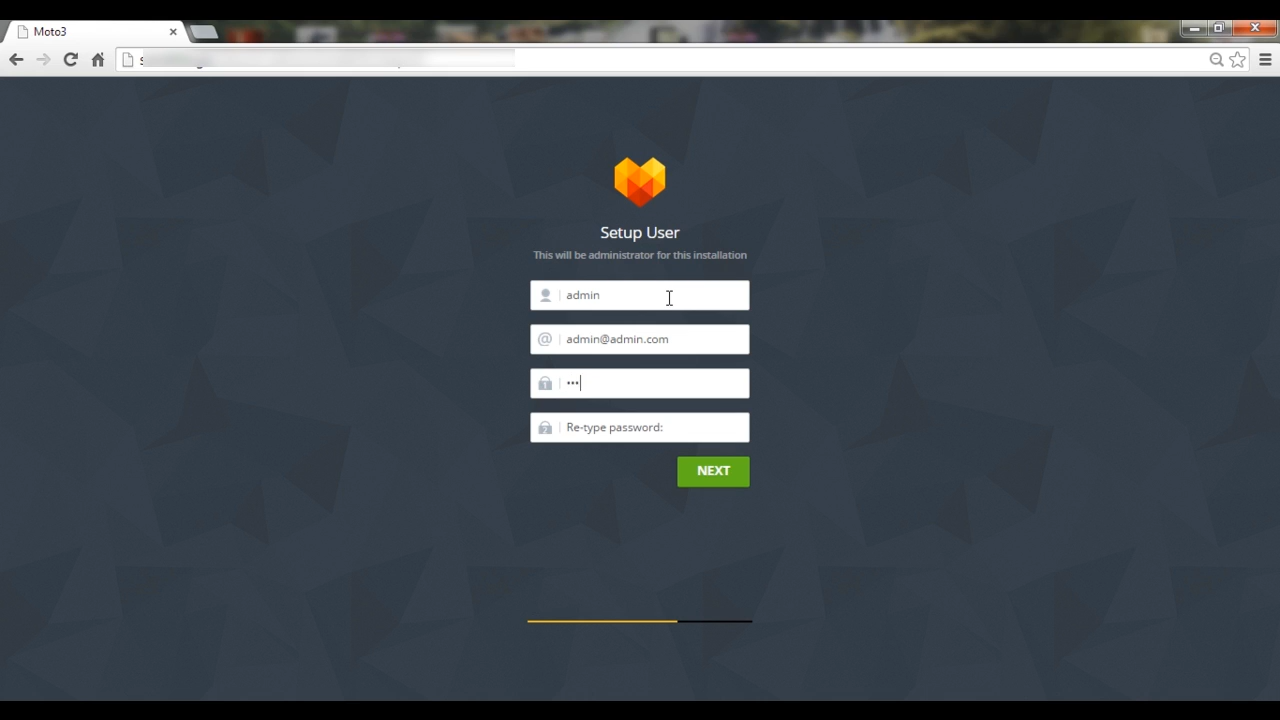 Moto3
Setup User
This will be administrator for this installation
admin
admin@admin.com
•••
Re-type password:
NEXT